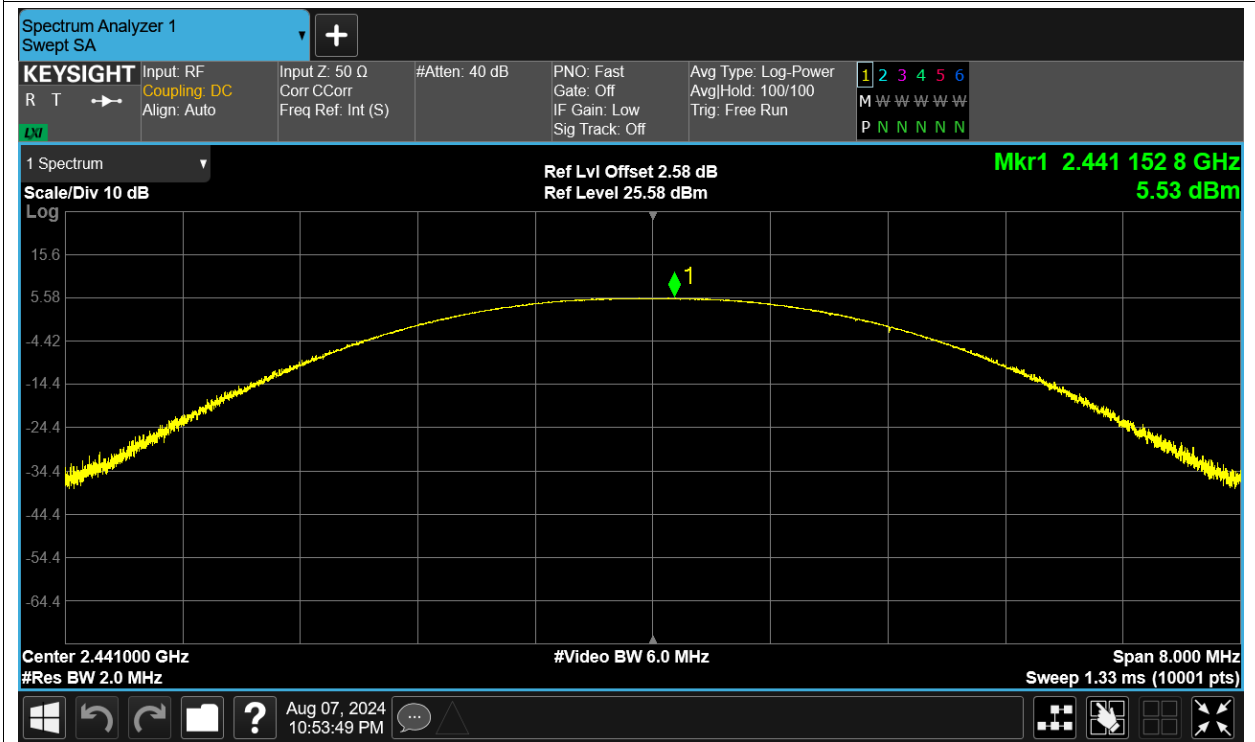 Spectrum Analyzer 1
Swept SA
+
KEYSIGHT
R T
LXI
Input: RF
Coupling: DC
Align: Auto
Input Z: 50 Ω
Corr CCorr
Freq Ref: Int (S)
#Atten: 40 dB
PNO: Fast
Gate: Off
IF Gain: Low
Sig Track: Off
Avg Type: Log-Power
Avg|Hold: 100/100
Trig: Free Run
1 2 3 4 5 6
M W W W W W
P N N N N N
1 Spectrum
Scale/Div 10 dB
Log
Ref Lvl Offset 2.58 dB
Ref Level 25.58 dBm
Mkr1 2.441 152 8 GHz
5.53 dBm
1
15.6
5.58
-4.42
-14.4
-24.4
-34.4
-44.4
-54.4
-64.4
Center 2.441000 GHz
#Res BW 2.0 MHz
#Video BW 6.0 MHz
Span 8.000 MHz
Sweep 1.33 ms (10001 pts)
?
Aug 07, 2024
10:53:49 PM